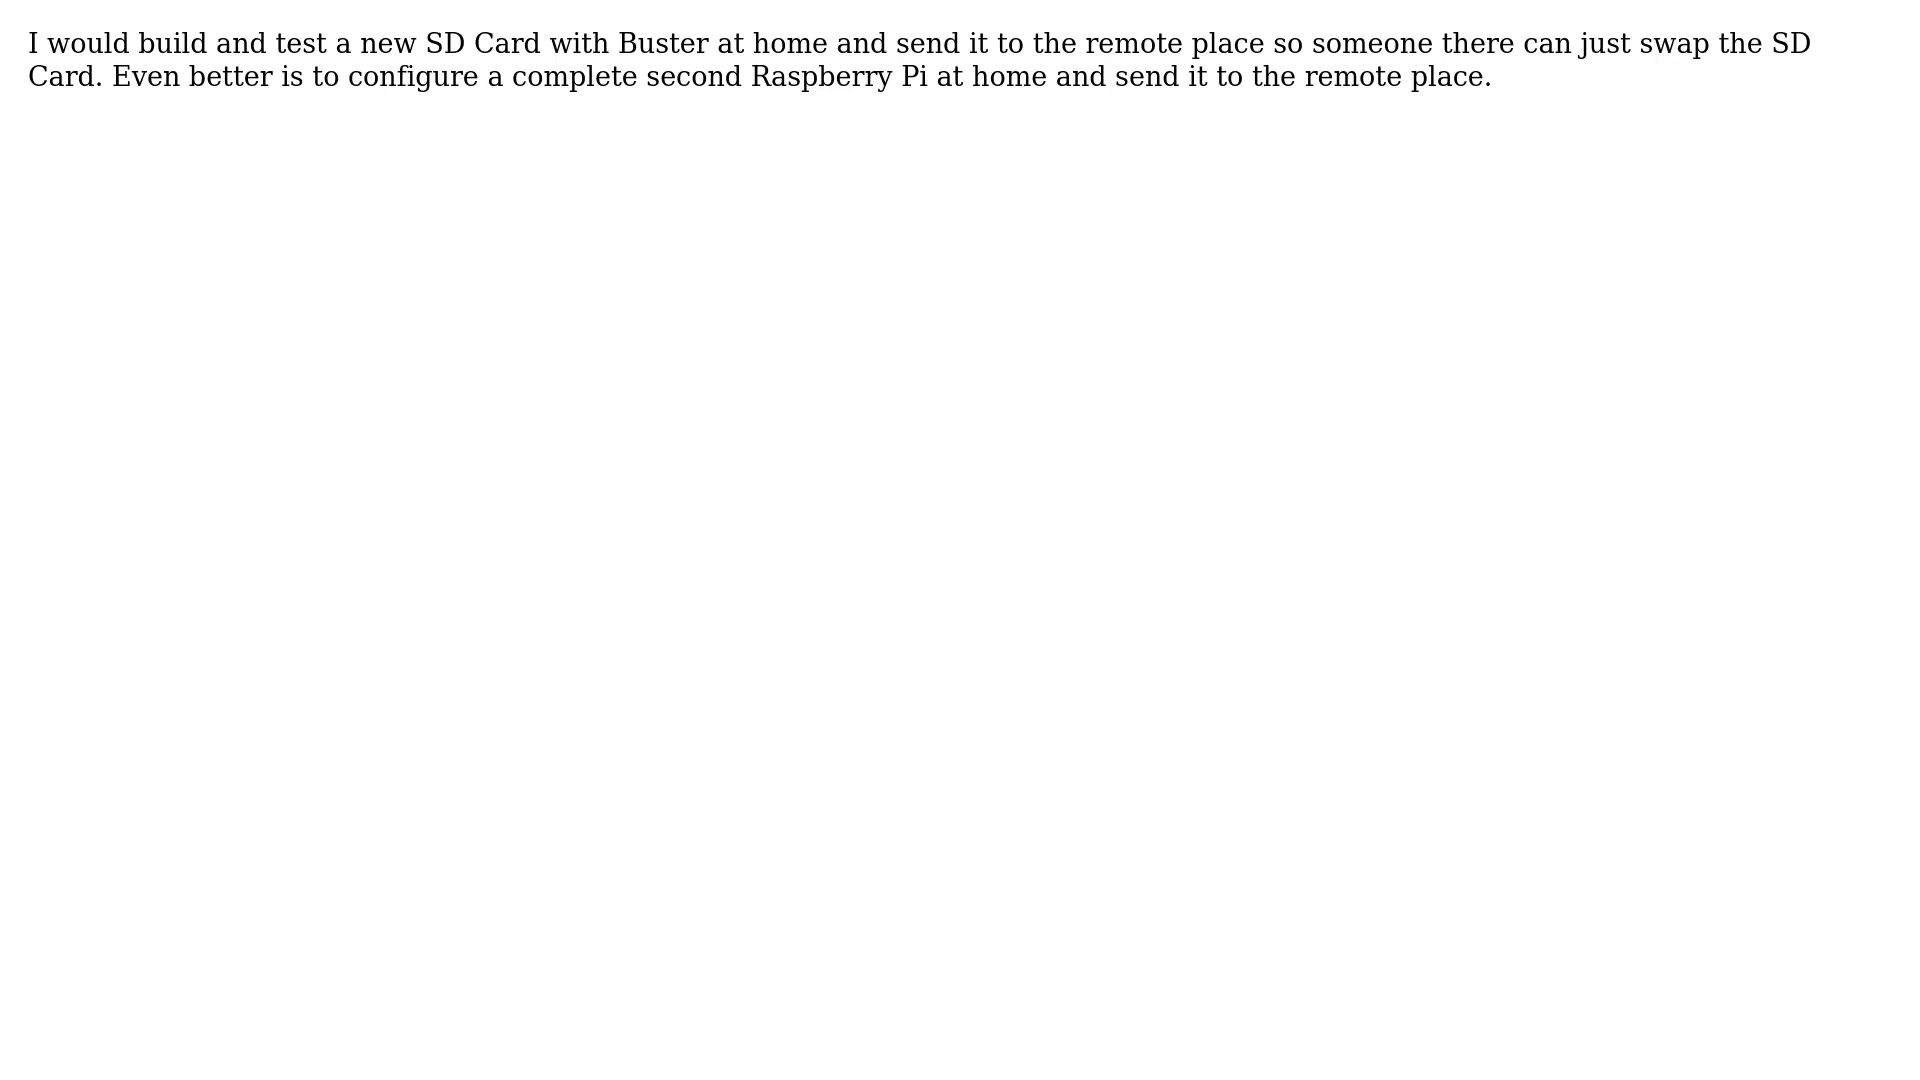 I would build and test a new SD Card with Buster at home and send it to the remote place so someone there can just swap the SD
Card. Even better is to configure a complete second Raspberry Pi at home and send it to the remote place.